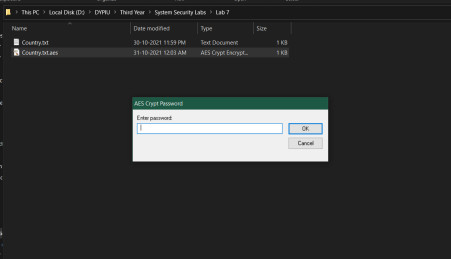 This PC > Local Disk (D:) > DYPIU > Third Year > System Security Labs > Lab 7
Name Date modified Type Size
Country.txt 30-10-2021 11:59 PM Text Document 1 KB
Country.txt.aes 31-10-2021 12:03 AM AES Crypt Encrypt... 1 KB
AES Crypt Password
Enter password:
OK
Cancel